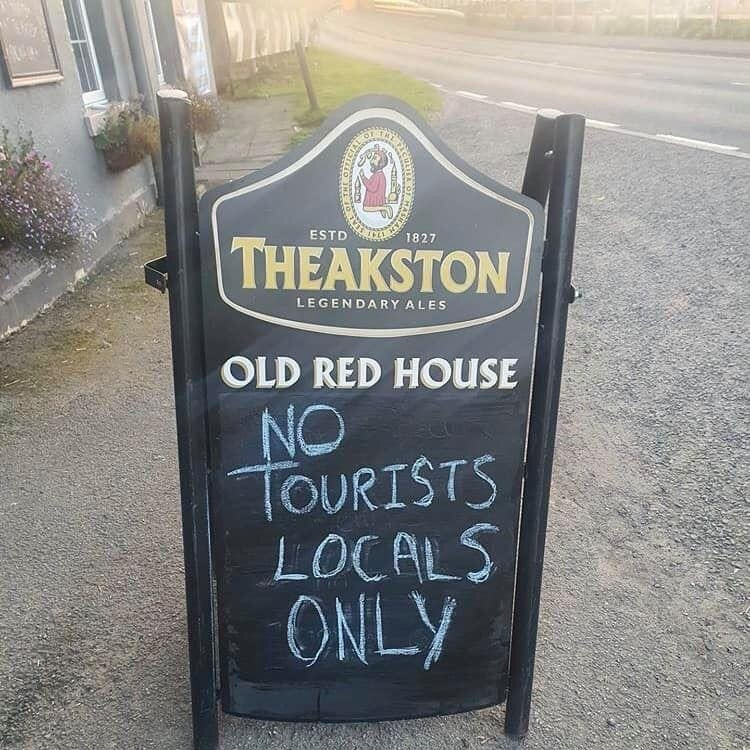 ESTD 1827
THEAKSTON
LEGENDARY ALES
OLD RED HOUSE
NO
TOURISTS
LOCALS
ONLY